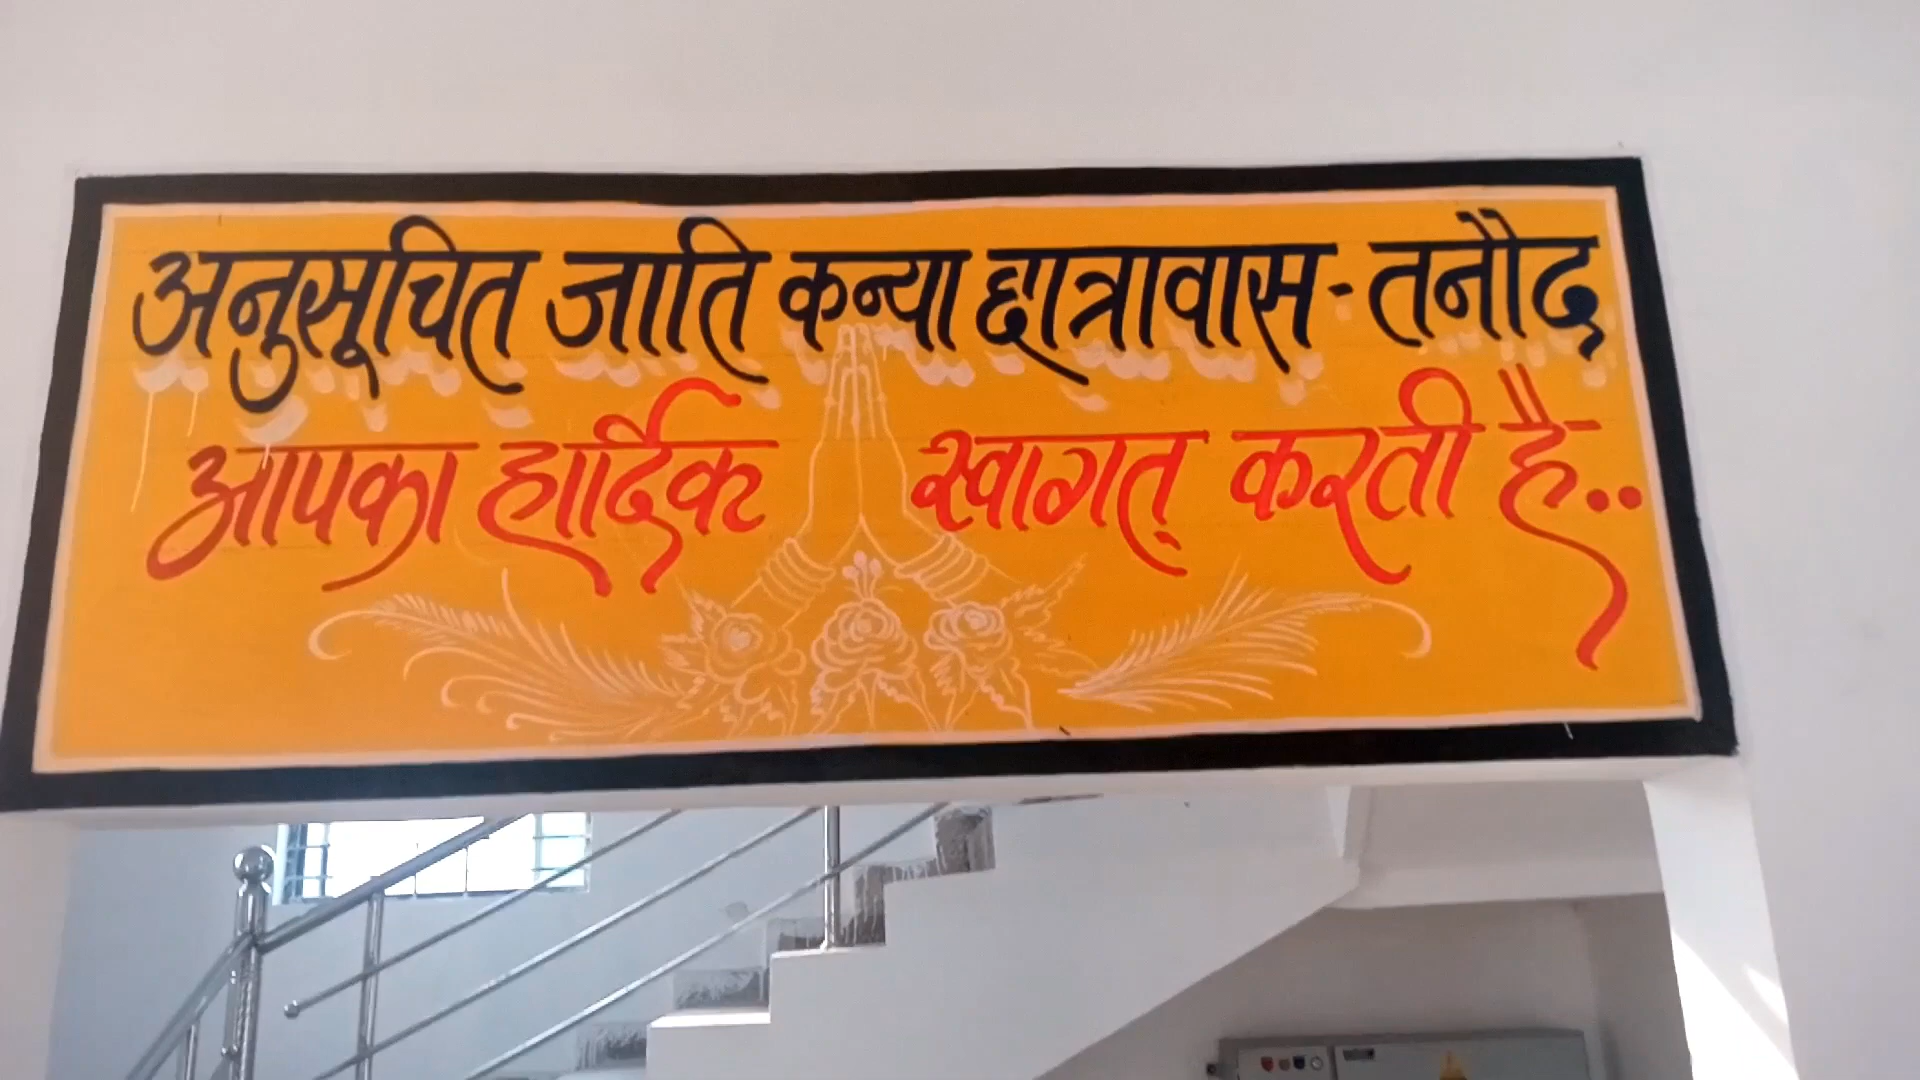 अनुसूचित जाति कन्या छात्रावास - तनौद
आपका हार्दिक स्वागत् करती है..